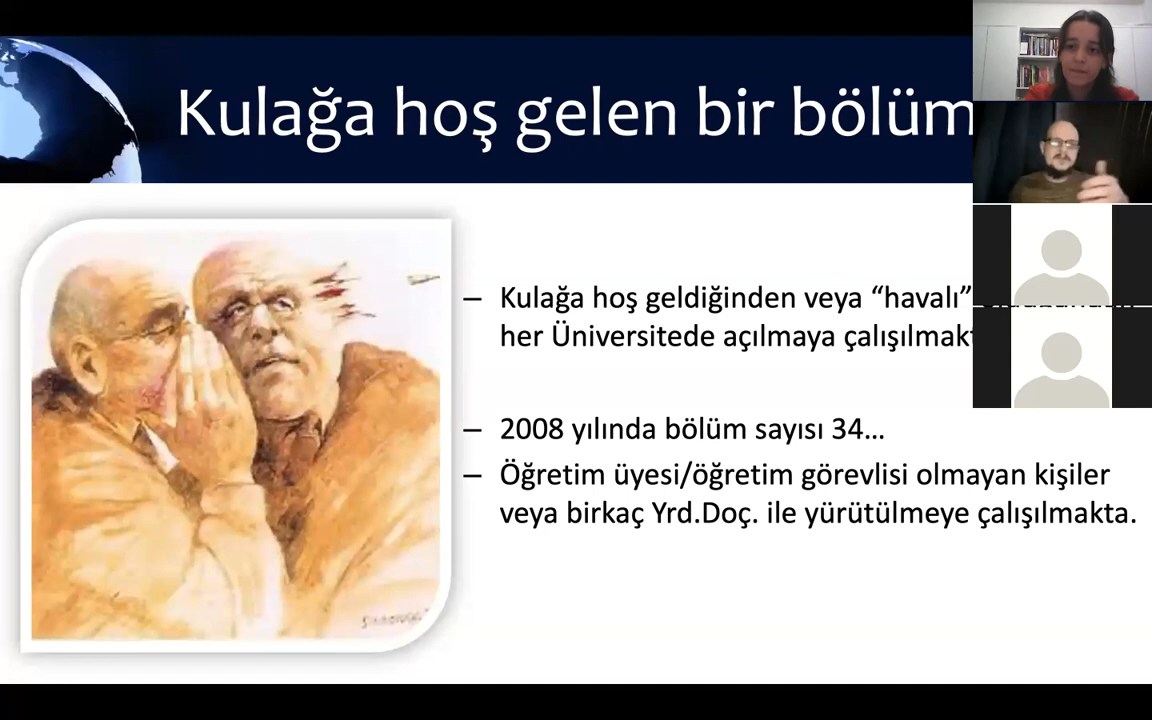 Kulağa hoş gelen bir bölüm
– Kulağa hoş geldiğinden veya “havalı”
her Üniversitede açılmaya çalışılmakt
– 2008 yılında bölüm sayısı 34...
– Öğretim üyesi/öğretim görevlisi olmayan kişiler
veya birkaç Yrd.Doç. ile yürütülmeye çalışılmakta.